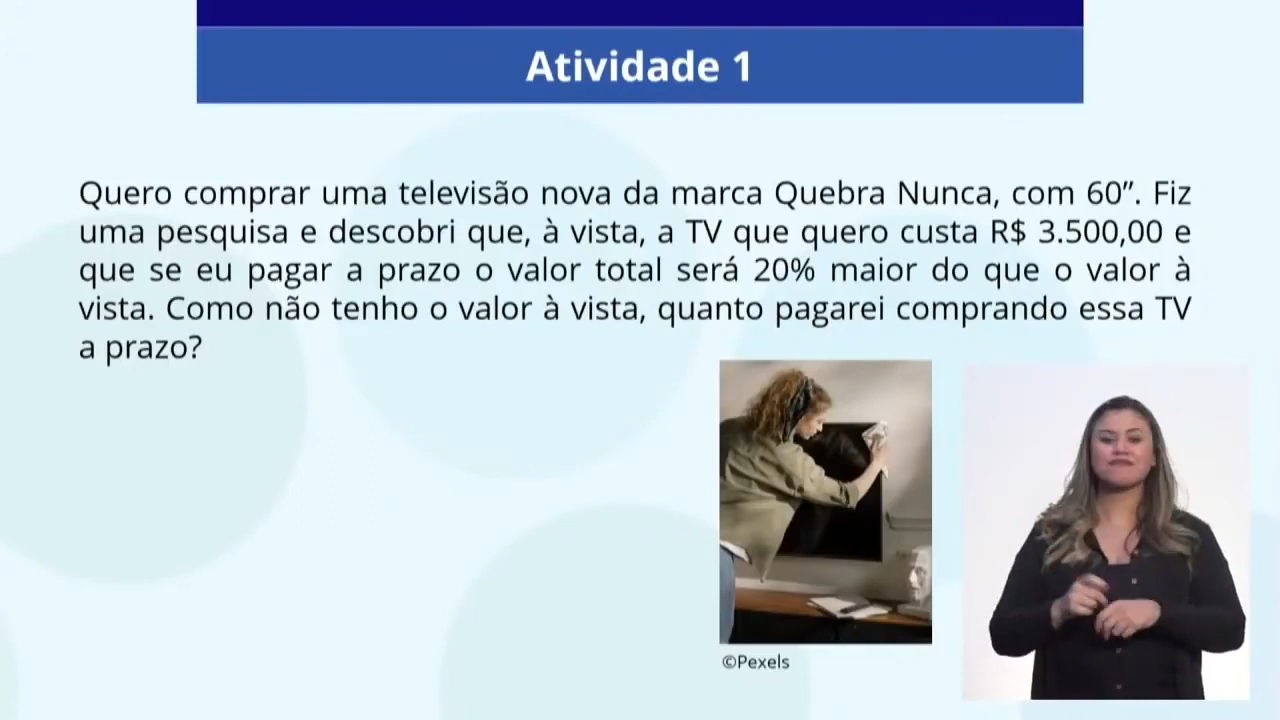 Atividade 1
Quero comprar uma televisão nova da marca Quebra Nunca, com 60”. Fiz
uma pesquisa e descobri que, à vista, a TV que quero custa R$ 3.500,00 e
que se eu pagar a prazo o valor total será 20% maior do que o valor à
vista. Como não tenho o valor à vista, quanto pagarei comprando essa TV
a prazo?
©Pexels